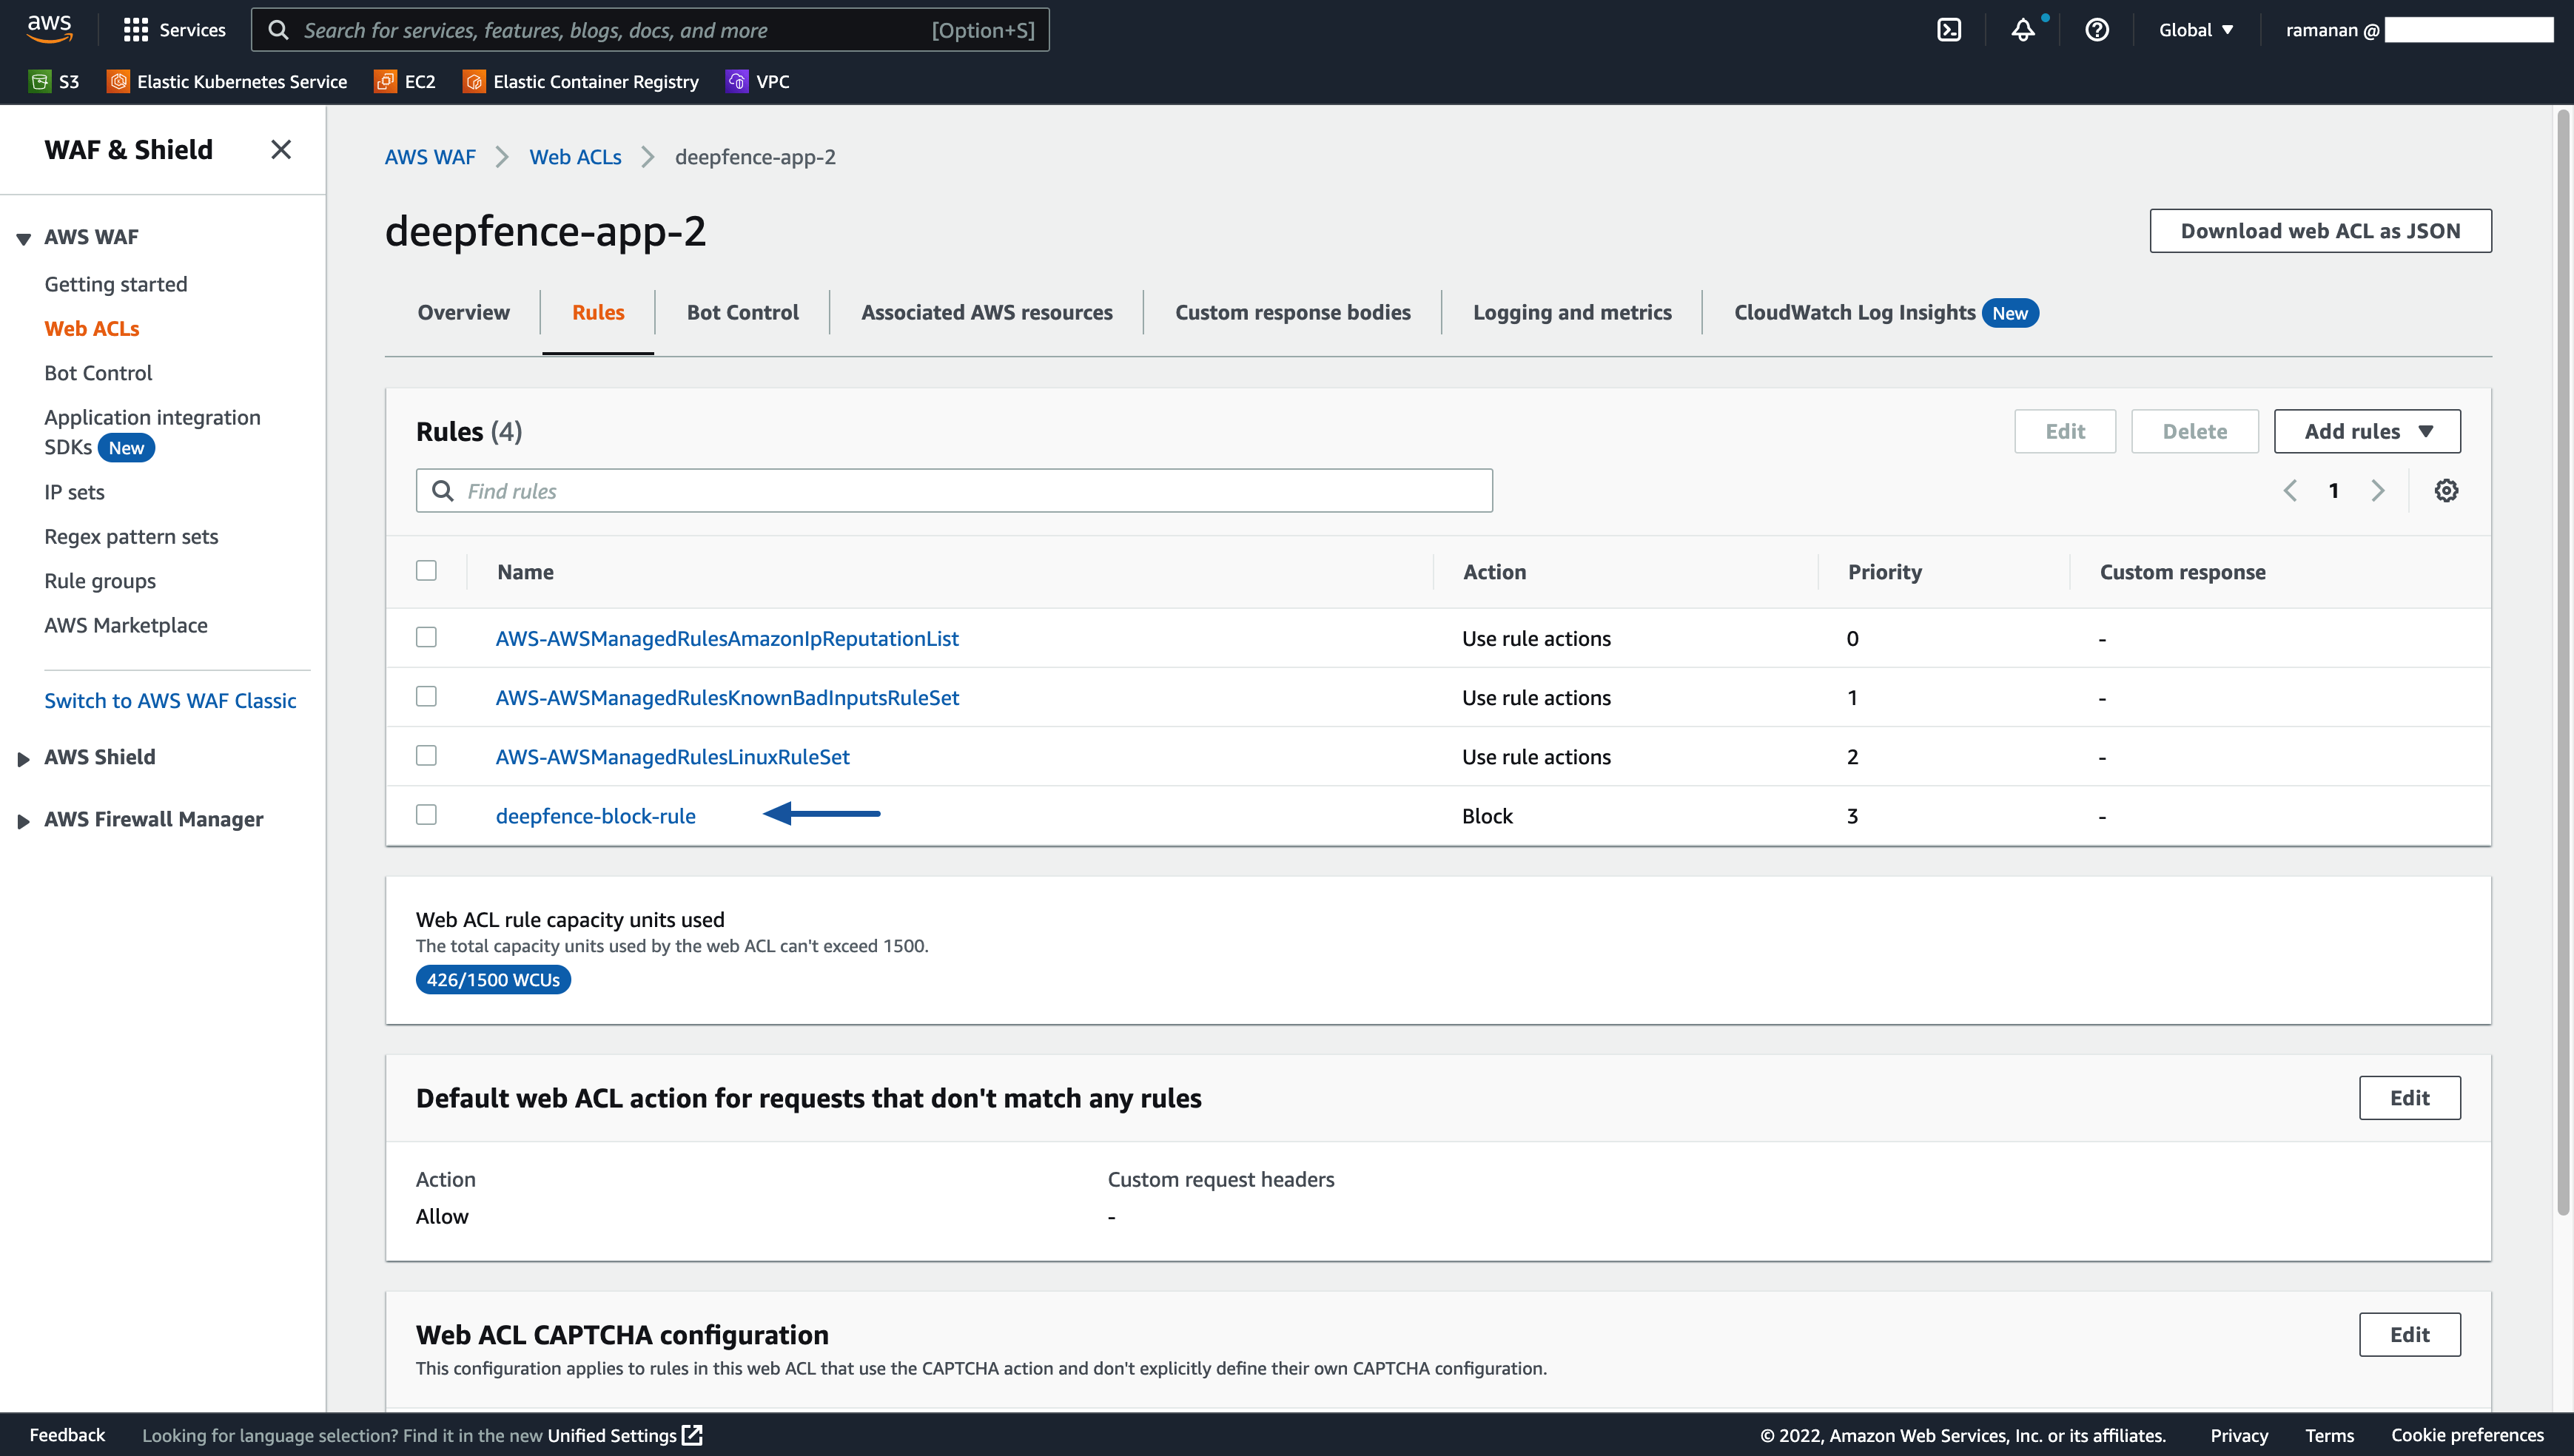 aws Services Search for services, features, blogs, docs, and more [Option+S] Global ramanan @
S3 Elastic Kubernetes Service EC2 Elastic Container Registry VPC
WAF & Shield
AWS WAF
Getting started
Web ACLs
Bot Control
Application integration
SDKs New
IP sets
Regex pattern sets
Rule groups
AWS Marketplace
Switch to AWS WAF Classic
AWS Shield
AWS Firewall Manager
AWS WAF Web ACLs deepfence-app-2
deepfence-app-2 Download web ACL as JSON
Overview Rules Bot Control Associated AWS resources Custom response bodies Logging and metrics CloudWatch Log Insights New
Rules (4) Edit Delete Add rules
Find rules 1
Name Action Priority Custom response
AWS-AWSManagedRulesAmazonIpReputationList Use rule actions 0 -
AWS-AWSManagedRulesKnownBadInputsRuleSet Use rule actions 1 -
AWS-AWSManagedRulesLinuxRuleSet Use rule actions 2 -
deepfence-block-rule Block 3 -
Web ACL rule capacity units used
The total capacity units used by the web ACL can't exceed 1500.
426/1500 WCUs
Default web ACL action for requests that don't match any rules Edit
Action Custom request headers
Allow -
Web ACL CAPTCHA configuration Edit
This configuration applies to rules in this web ACL that use the CAPTCHA action and don't explicitly define their own CAPTCHA configuration.
Feedback Looking for language selection? Find it in the new Unified Settings © 2022, Amazon Web Services, Inc. or its affiliates. Privacy Terms Cookie preferences